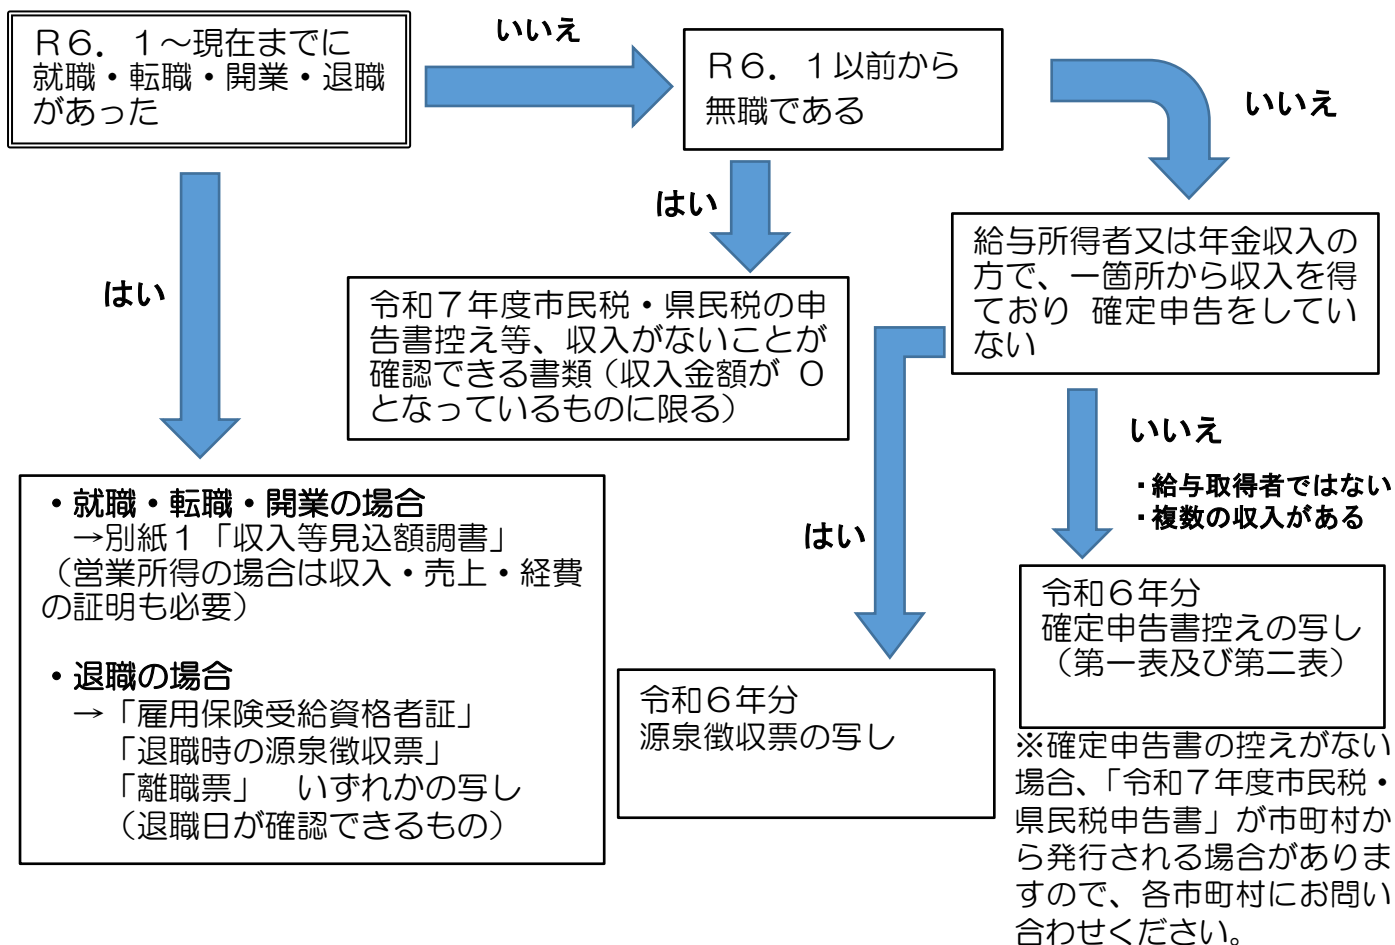 Ｒ６．１～現在までに
就職・転職・開業・退職
があった
いいえ
Ｒ６．１以前から
無職である
いいえ
はい
はい
給与所得者又は年金収入の
方で、一箇所から収入を得
ており 確定申告をしてい
ない
令和７年度市民税・県民税の申
告書控え等、収入がないことが
確認できる書類（収入金額が ０
となっているものに限る）
いいえ
・給与取得者ではない
・複数の収入がある
はい
・就職・転職・開業の場合
→別紙１「収入等見込額調書」
（営業所得の場合は収入・売上・経費
の証明も必要）
・退職の場合
→「雇用保険受給資格者証」
「退職時の源泉徴収票」
「離職票」　いずれかの写し
（退職日が確認できるもの）
令和６年分
源泉徴収票の写し
令和６年分
確定申告書控えの写し
（第一表及び第二表）
※確定申告書の控えがない
場合、「令和７年度市民税・
県民税申告書」が市町村か
ら発行される場合がありま
すので、各市町村にお問い
合わせください。